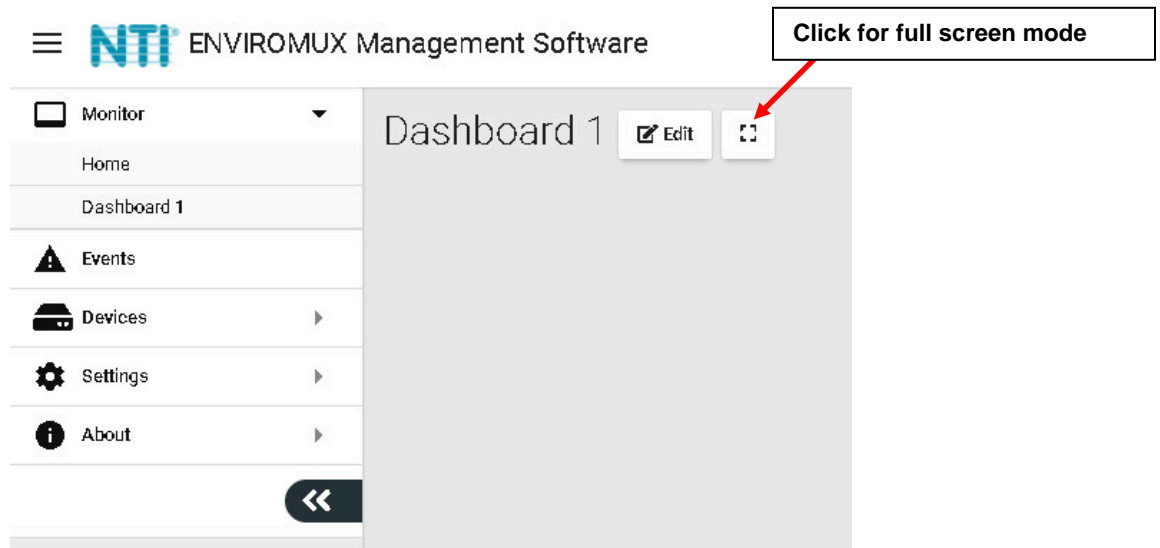 NTI ENVIROMUX Management Software
Click for full screen mode
Monitor
Dashboard 1 Edit
Home
Dashboard 1
Events
Devices
Settings
About